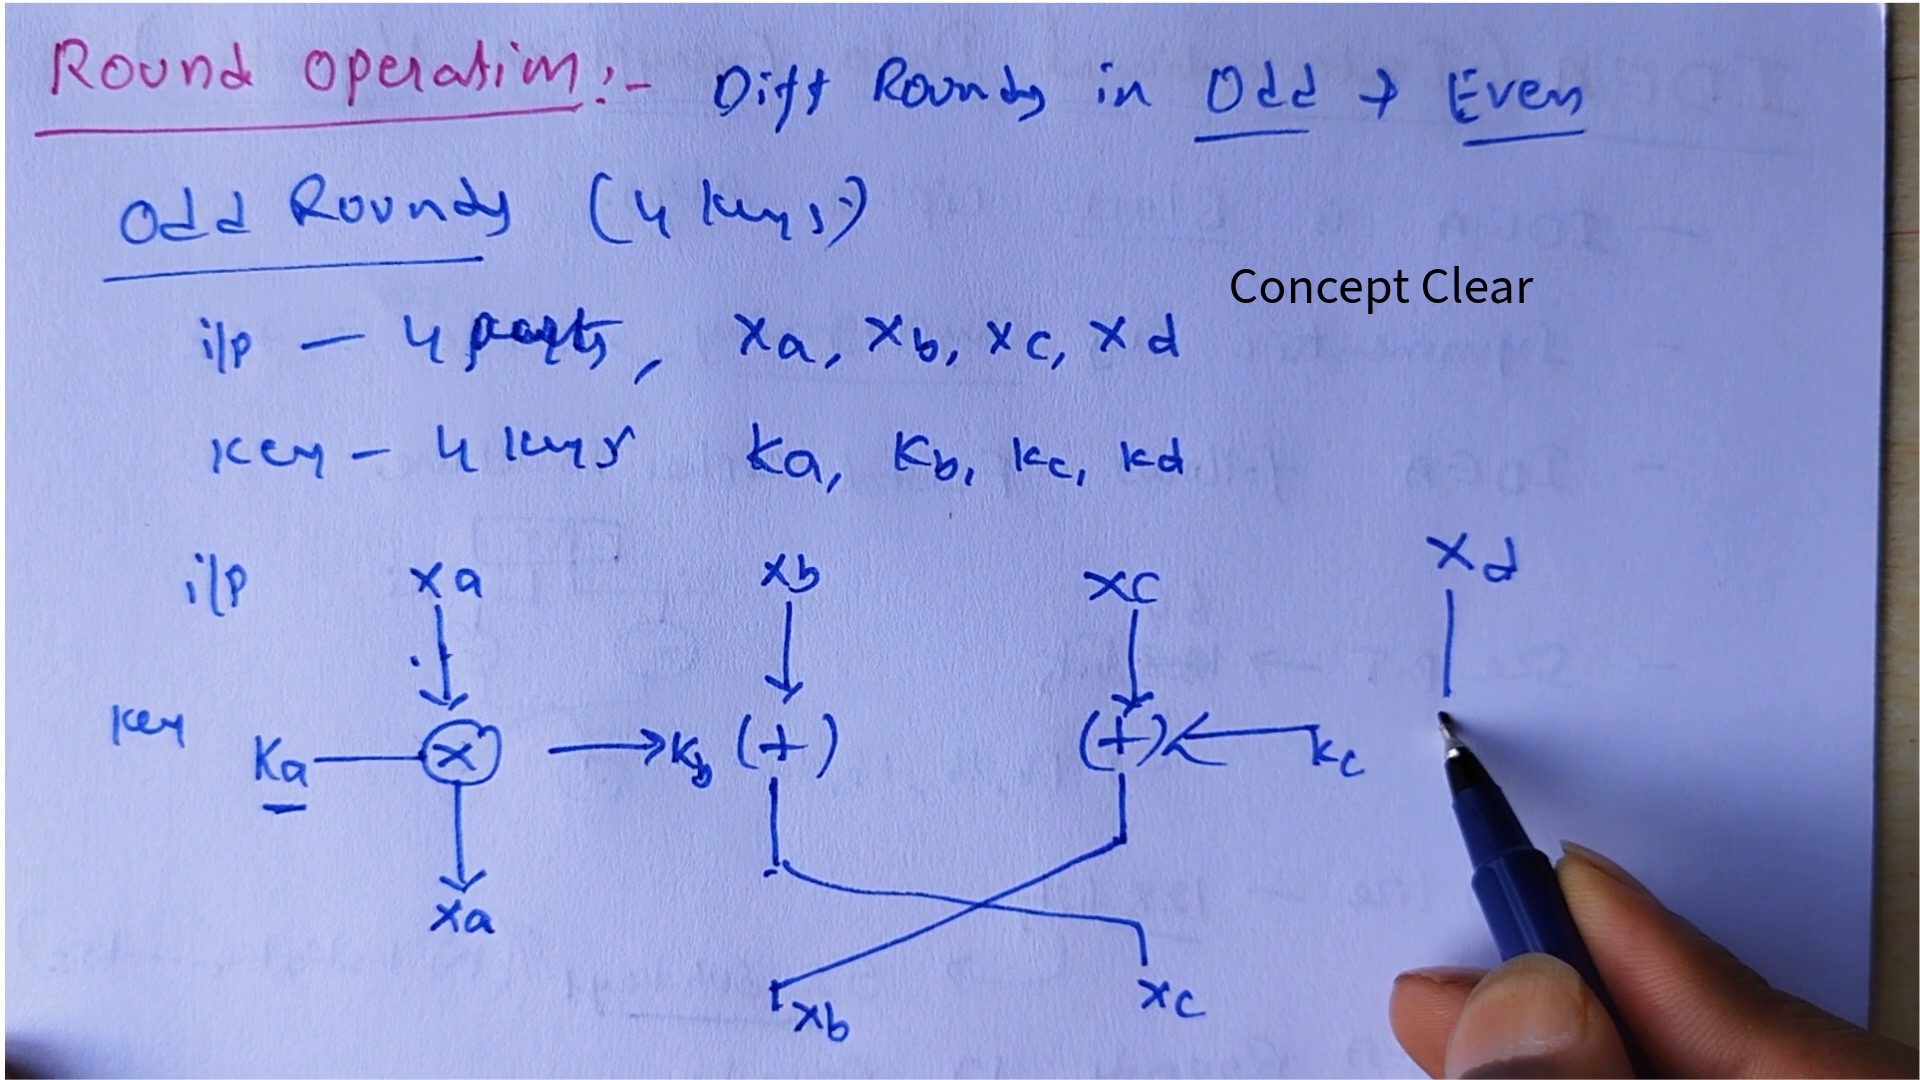 Round Operation:- Diff Rounds in Odd & Even
Odd Rounds (4 keys)
Concept Clear
i/p - 4 parts, Xa, Xb, Xc, Xd
Key - 4 keys Ka, Kb, Kc, Kd
i/p Xa Xb Xc Xd
Key Ka × Kb (+) (+) Kc
Xa
Xb Xc